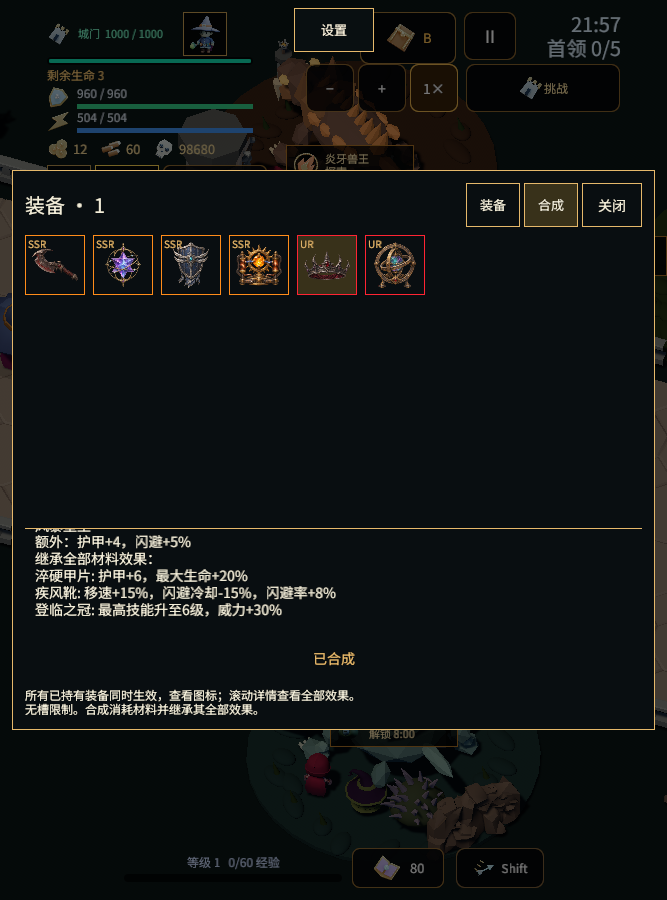 城门 1000 / 1000
设置
B
21:57
首领 0/5
剩余生命 3
960 / 960
504 / 504
−
+
1×
挑战
12
60
98680
炎牙兽王
装备 · 1
装备
合成
关闭
SSR
SSR
SSR
SSR
UR
UR
额外：护甲+4，闪避+5%
继承全部材料效果：
淬硬甲片: 护甲+6，最大生命+20%
疾风靴: 移速+15%，闪避冷却-15%，闪避率+8%
登临之冠: 最高技能升至6级，威力+30%
已合成
所有已持有装备同时生效，查看图标；滚动详情查看全部效果。
无槽限制。合成消耗材料并继承其全部效果。
解锁 8:00
等级 1 0/60 经验
80
Shift